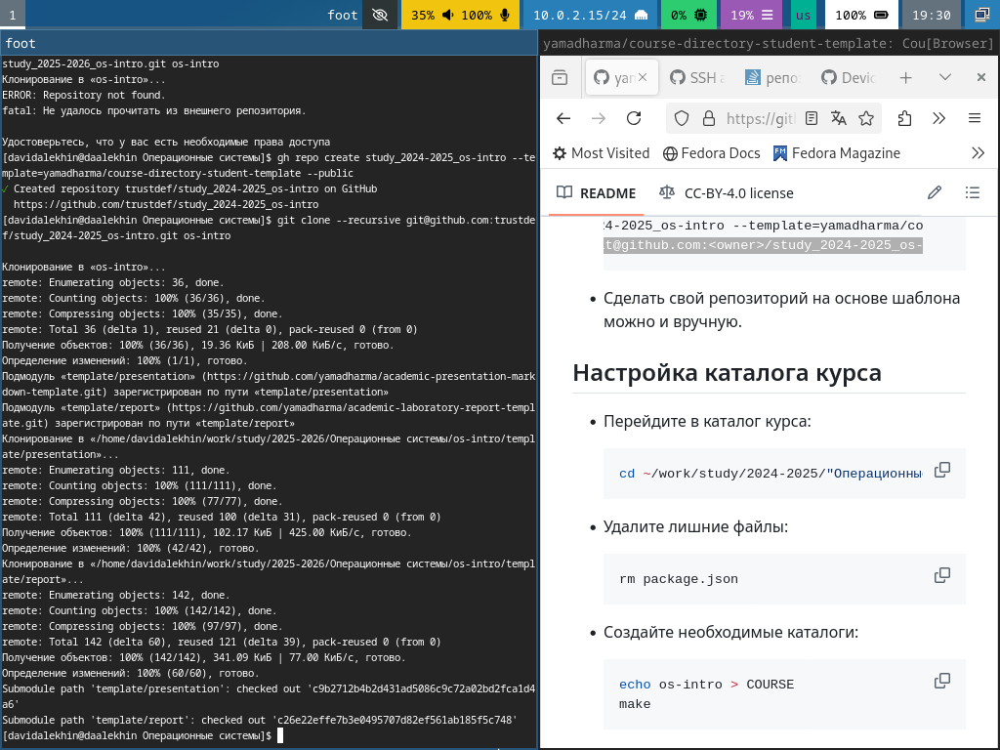 1
foot
35%
100%
10.0.2.15/24
0%
19%
us
100%
19:30
foot
study_2025-2026_os-intro.git os-intro
Клонирование в «os-intro»...
ERROR: Repository not found.
fatal: Не удалось прочитать из внешнего репозитория.
Удостоверьтесь, что у вас есть необходимые права доступа
[davidalekhin@daalekhin Операционные системы]$ gh repo create study_2024-2025_os-intro --te
mplate=yamadharma/course-directory-student-template --public
✓ Created repository trustdef/study_2024-2025_os-intro on GitHub
https://github.com/trustdef/study_2024-2025_os-intro
[davidalekhin@daalekhin Операционные системы]$ git clone --recursive git@github.com:trustde
f/study_2024-2025_os-intro.git os-intro
Клонирование в «os-intro»...
remote: Enumerating objects: 36, done.
remote: Counting objects: 100% (36/36), done.
remote: Compressing objects: 100% (35/35), done.
remote: Total 36 (delta 1), reused 21 (delta 0), pack-reused 0 (from 0)
Получение объектов: 100% (36/36), 19.36 КиБ | 208.00 КиБ/с, готово.
Определение изменений: 100% (1/1), готово.
Подмодуль «template/presentation» (https://github.com/yamadharma/academic-presentation-mark
down-template.git) зарегистрирован по пути «template/presentation»
Подмодуль «template/report» (https://github.com/yamadharma/academic-laboratory-report-templ
ate.git) зарегистрирован по пути «template/report»
Клонирование в «/home/davidalekhin/work/study/2025-2026/Операционные системы/os-intro/templ
ate/presentation»...
remote: Enumerating objects: 111, done.
remote: Counting objects: 100% (111/111), done.
remote: Compressing objects: 100% (77/77), done.
remote: Total 111 (delta 42), reused 100 (delta 31), pack-reused 0 (from 0)
Получение объектов: 100% (111/111), 102.17 КиБ | 425.00 КиБ/с, готово.
Определение изменений: 100% (42/42), готово.
Клонирование в «/home/davidalekhin/work/study/2025-2026/Операционные системы/os-intro/templ
ate/report»...
remote: Enumerating objects: 142, done.
remote: Counting objects: 100% (142/142), done.
remote: Compressing objects: 100% (97/97), done.
remote: Total 142 (delta 60), reused 121 (delta 39), pack-reused 0 (from 0)
Получение объектов: 100% (142/142), 341.09 КиБ | 77.00 КиБ/с, готово.
Определение изменений: 100% (60/60), готово.
Submodule path 'template/presentation': checked out 'c9b2712b4b2d431ad5086c9c72a02bd2fca1d4
a6'
Submodule path 'template/report': checked out 'c26e22effe7b3e0495707d82ef561ab185f5c748'
[davidalekhin@daalekhin Операционные системы]$
yamadharma/course-directory-student-template: Cou[Browser]
yar
SSH a
репо
Devic
https://git
Most Visited
Fedora Docs
Fedora Magazine
README
CC-BY-4.0 license
24-2025_os-intro --template=yamadharma/co
it@github.com:<owner>/study_2024-2025_os-
• Сделать свой репозиторий на основе шаблона
можно и вручную.
Настройка каталога курса
• Перейдите в каталог курса:
cd ~/work/study/2024-2025/"Операционны
• Удалите лишние файлы:
rm package.json
• Создайте необходимые каталоги:
echo os-intro > COURSE
make